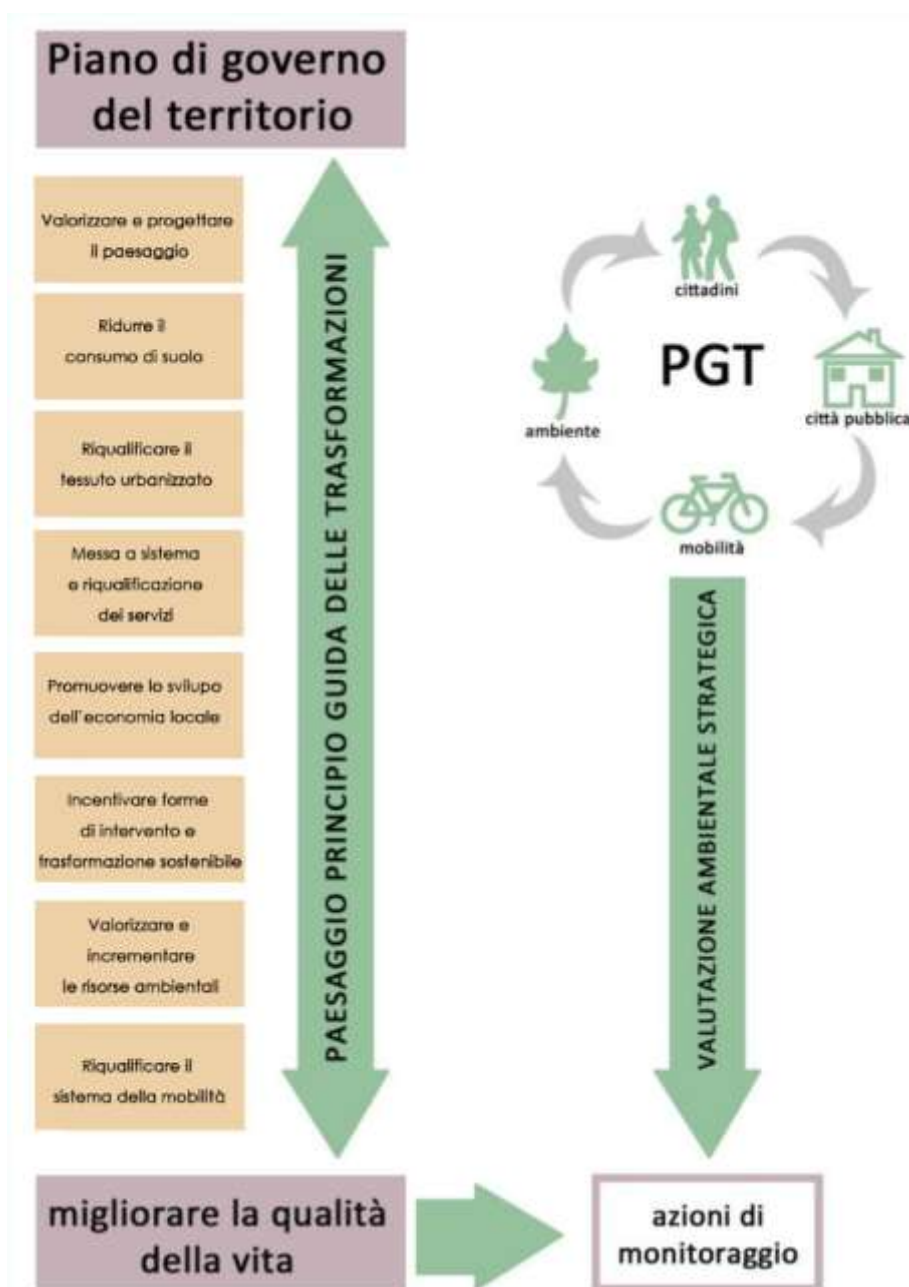 Piano di governo
del territorio
Valorizzare e progettare
il paesaggio
Ridurre il
consumo di suolo
Riqualificare il
tessuto urbanizzato
Messa a sistema
e riqualificazione
dei servizi
Promuovere lo svilupo
dell'economia locale
Incentivare forme
di intervento e
trasformazione sostenibile
Valorizzare e
incrementare
le risorse ambientali
Riqualificare il
sistema della mobilità
PAESAGGIO PRINCIPIO GUIDA DELLE TRASFORMAZIONI
cittadini
PGT
ambiente
città pubblica
mobilità
VALUTAZIONE AMBIENTALE STRATEGICA
migliorare la qualità
della vita
azioni di
monitoraggio